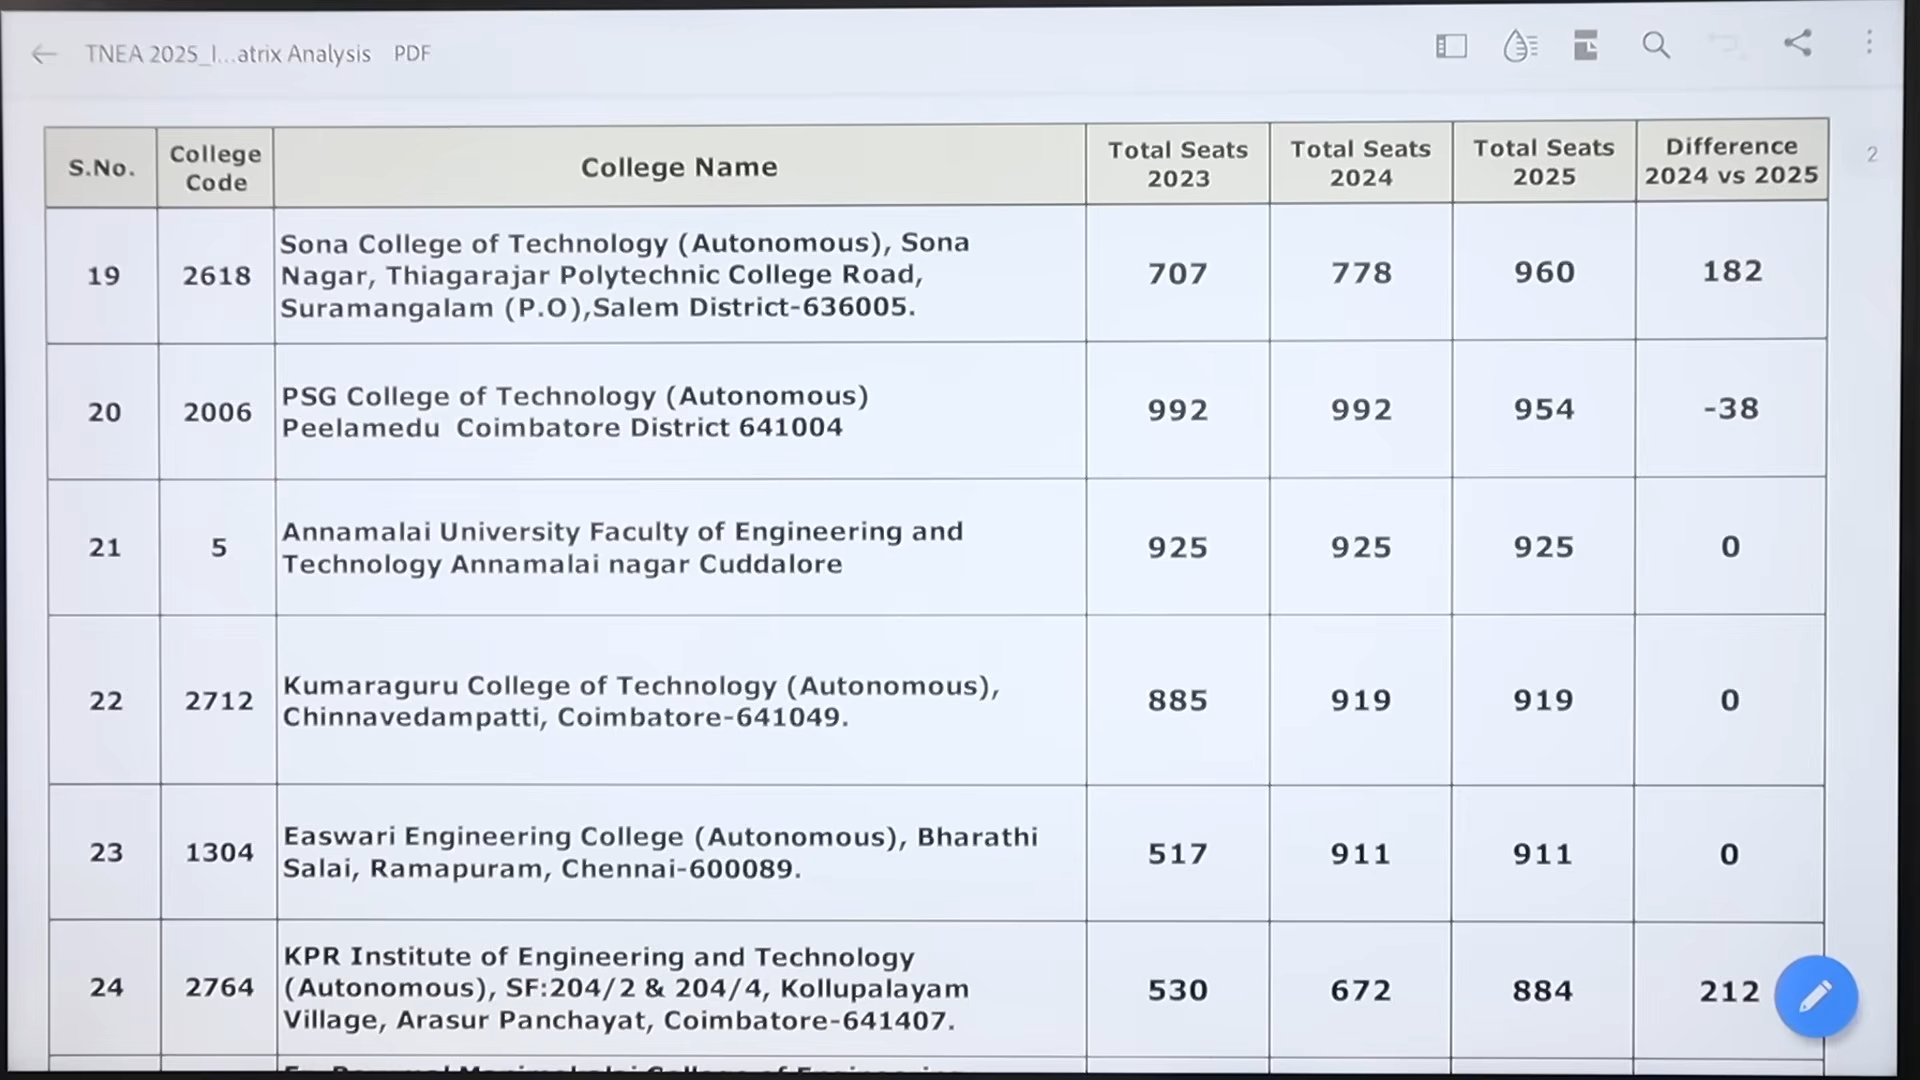 TNEA 2025_I...atrix Analysis PDF
2
S.No. College Code College Name Total Seats 2023 Total Seats 2024 Total Seats 2025 Difference 2024 vs 2025
19 2618 Sona College of Technology (Autonomous), Sona
Nagar, Thiagarajar Polytechnic College Road,
Suramangalam (P.O),Salem District-636005. 707 778 960 182
20 2006 PSG College of Technology (Autonomous)
Peelamedu Coimbatore District 641004 992 992 954 -38
21 5 Annamalai University Faculty of Engineering and
Technology Annamalai nagar Cuddalore 925 925 925 0
22 2712 Kumaraguru College of Technology (Autonomous),
Chinnavedampatti, Coimbatore-641049. 885 919 919 0
23 1304 Easwari Engineering College (Autonomous), Bharathi
Salai, Ramapuram, Chennai-600089. 517 911 911 0
24 2764 KPR Institute of Engineering and Technology
(Autonomous), SF:204/2 & 204/4, Kollupalayam
Village, Arasur Panchayat, Coimbatore-641407. 530 672 884 212